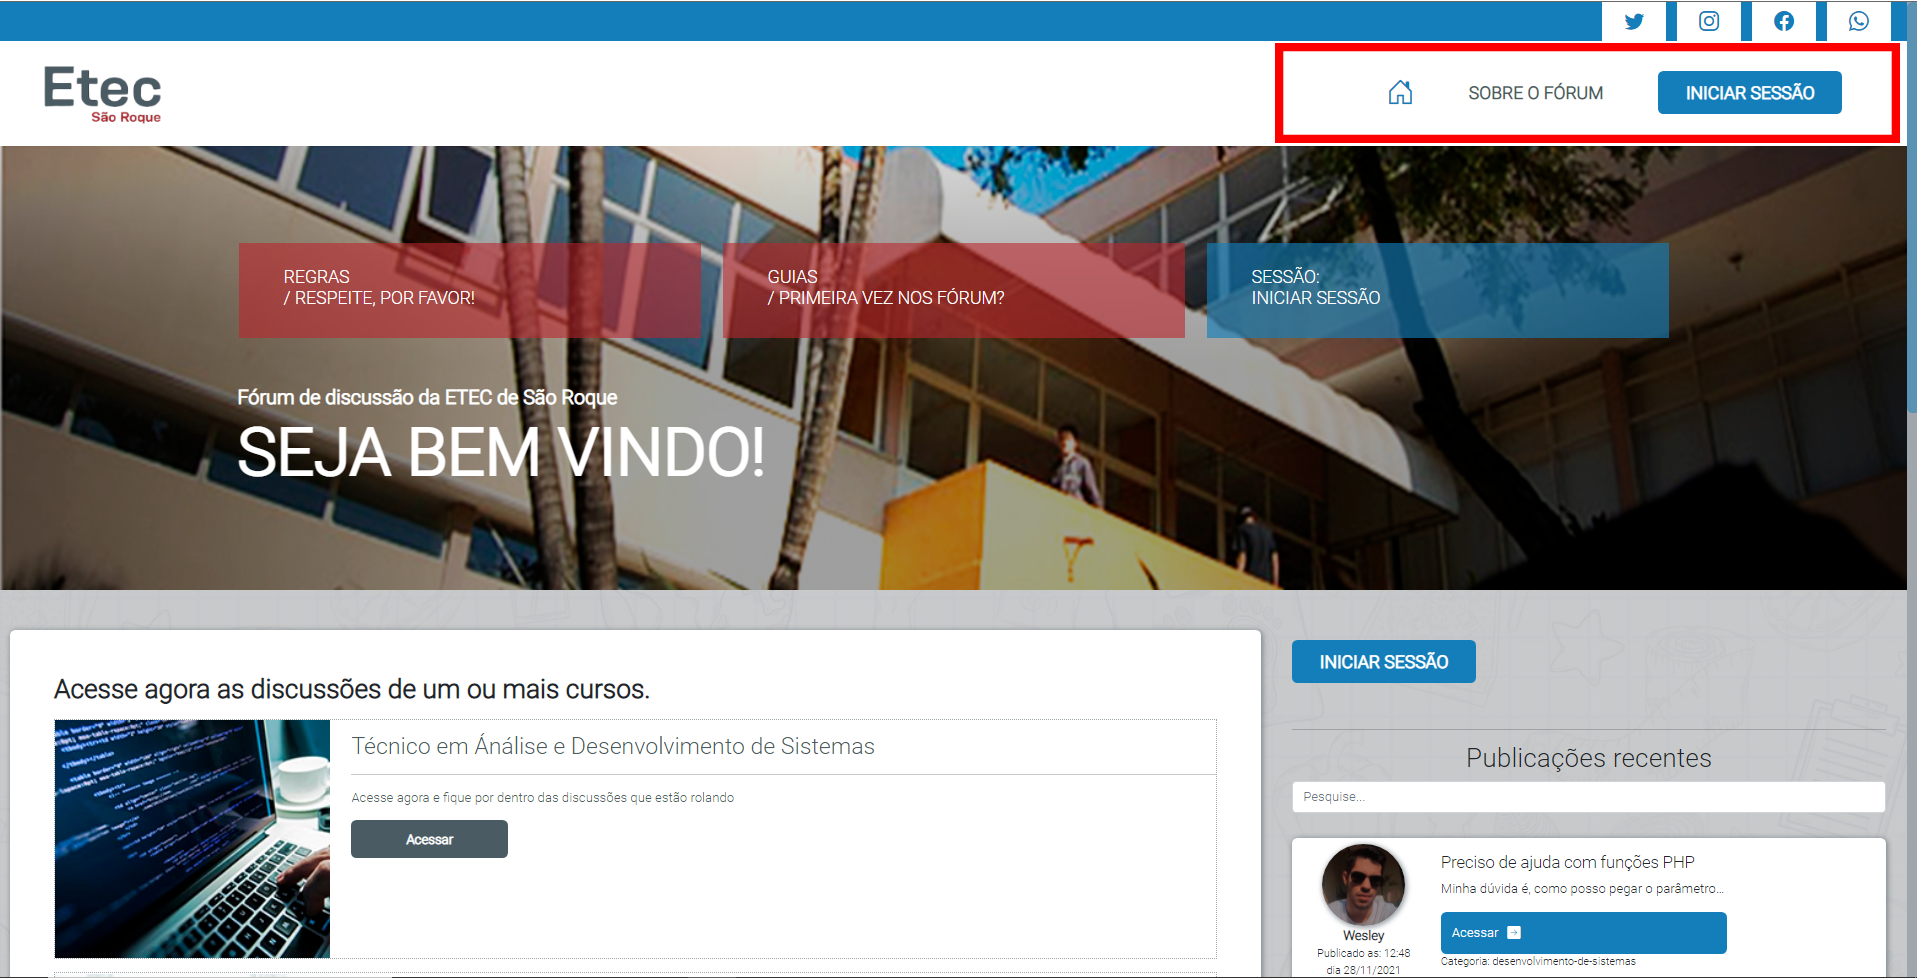 Etec
São Roque
SOBRE O FÓRUM
INICIAR SESSÃO
REGRAS
/ RESPEITE, POR FAVOR!
GUIAS
/ PRIMEIRA VEZ NOS FÓRUM?
SESSÃO:
INICIAR SESSÃO
Fórum de discussão da ETEC de São Roque
SEJA BEM VINDO!
Acesse agora as discussões de um ou mais cursos.
Técnico em Ánálise e Desenvolvimento de Sistemas
Acesse agora e fique por dentro das discussões que estão rolando
Acessar
INICIAR SESSÃO
Publicações recentes
Pesquise...
Preciso de ajuda com funções PHP
Minha dúvida é, como posso pegar o parâmetro...
Acessar
Wesley
Publicado as: 12:48
dia 28/11/2021
Categoria: desenvolvimento-de-sistemas